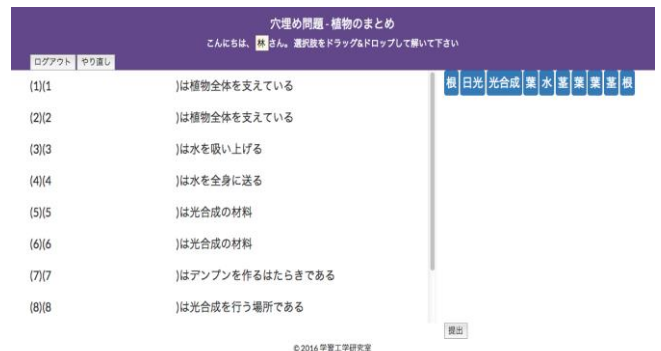 穴埋め問題-植物のまとめ
こんにちは、林さん。選択肢をドラッグ&ドロップして解いて下さい
ログアウト やり直し
(1)(1 )は植物全体を支えている
(2)(2 )は植物全体を支えている
(3)(3 )は水を吸い上げる
(4)(4 )は水を全身に送る
(5)(5 )は光合成の材料
(6)(6 )は光合成の材料
(7)(7 )はデンプンを作るはたらきである
(8)(8 )は光合成を行う場所である
根 日光 光合成 葉 水 茎 葉 葉 茎 根
提出
© 2016 学習工学研究室